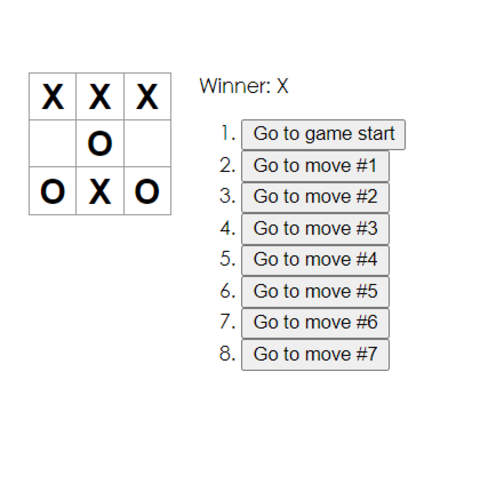 X X X
O
O X O
Winner: X
1. Go to game start
2. Go to move #1
3. Go to move #2
4. Go to move #3
5. Go to move #4
6. Go to move #5
7. Go to move #6
8. Go to move #7